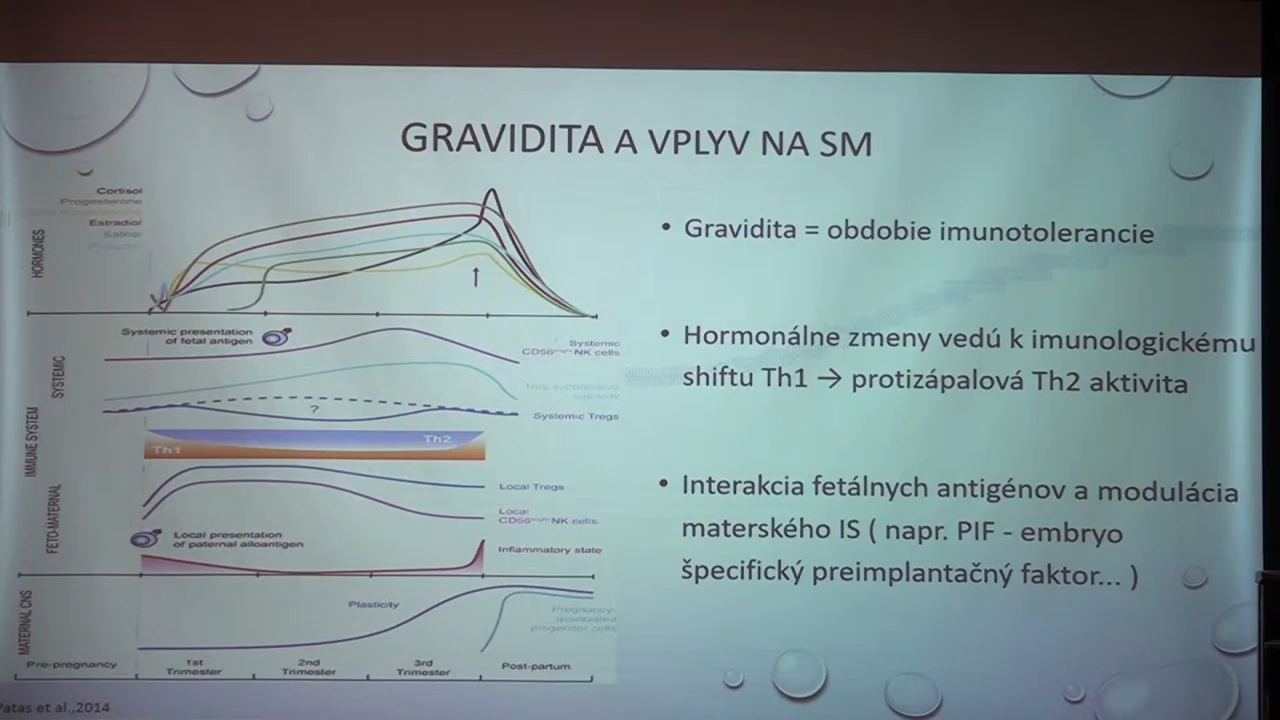 GRAVIDITA A VPLYV NA SM
Cortisol
Progesterone
Estradiol
Estriol
HORMONES
Systemic presentation
of fetal antigen
Systemic
NK cells
SYSTEMIC
capacity
?
Systemic Tregs
Th2
Th1
IMMUNE SYSTEM
Local Tregs
Local
NK cells
FETO-MATERNAL
Local presentation
of paternal alloantigen
Inflammatory state
Plasticity
Pregnancy-
associated
progenitor cells
MATERNAL CNS
Pre-pregnancy
1st
Trimester
2nd
Trimester
3rd
Trimester
Post-partum
Patas et al.,2014
• Gravidita = obdobie imunotolerancie
• Hormonálne zmeny vedú k imunologickému
shiftu Th1 → protizápalová Th2 aktivita
• Interakcia fetálnych antigénov a modulácia
materského IS ( napr. PIF - embryo
špecifický preimplantačný faktor... )